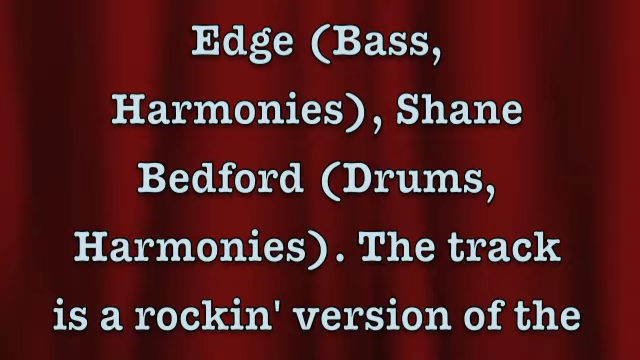 Edge (Bass,
Harmonies), Shane
Bedford (Drums,
Harmonies). The track
is a rockin' version of the